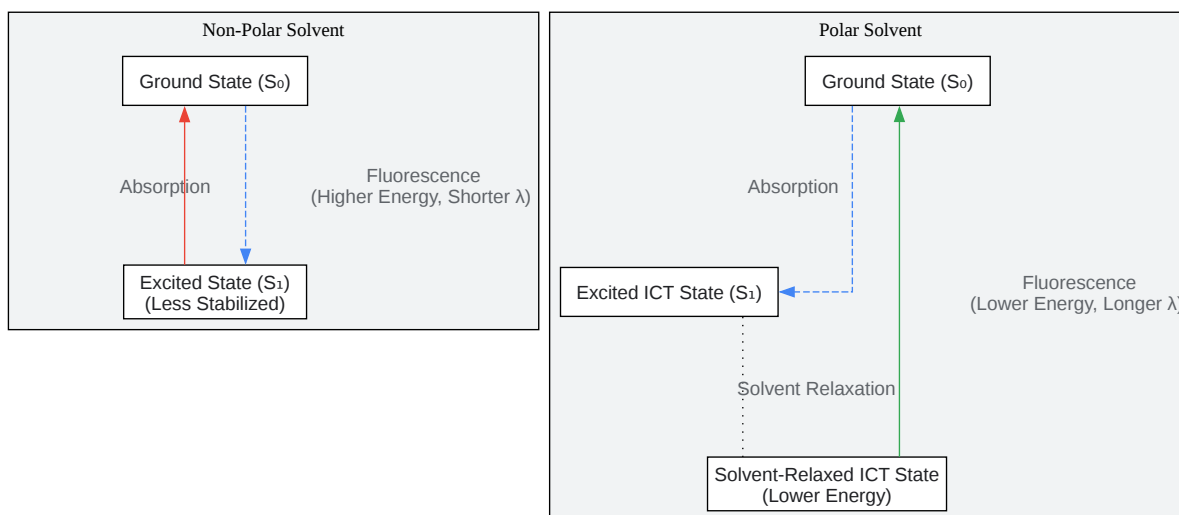 Non-Polar Solvent
Ground State (S₀)
Absorption
Fluorescence
(Higher Energy, Shorter λ)
Excited State (S₁)
(Less Stabilized)
Polar Solvent
Ground State (S₀)
Absorption
Excited ICT State (S₁)
Fluorescence
(Lower Energy, Longer λ)
Solvent Relaxation
Solvent-Relaxed ICT State
(Lower Energy)